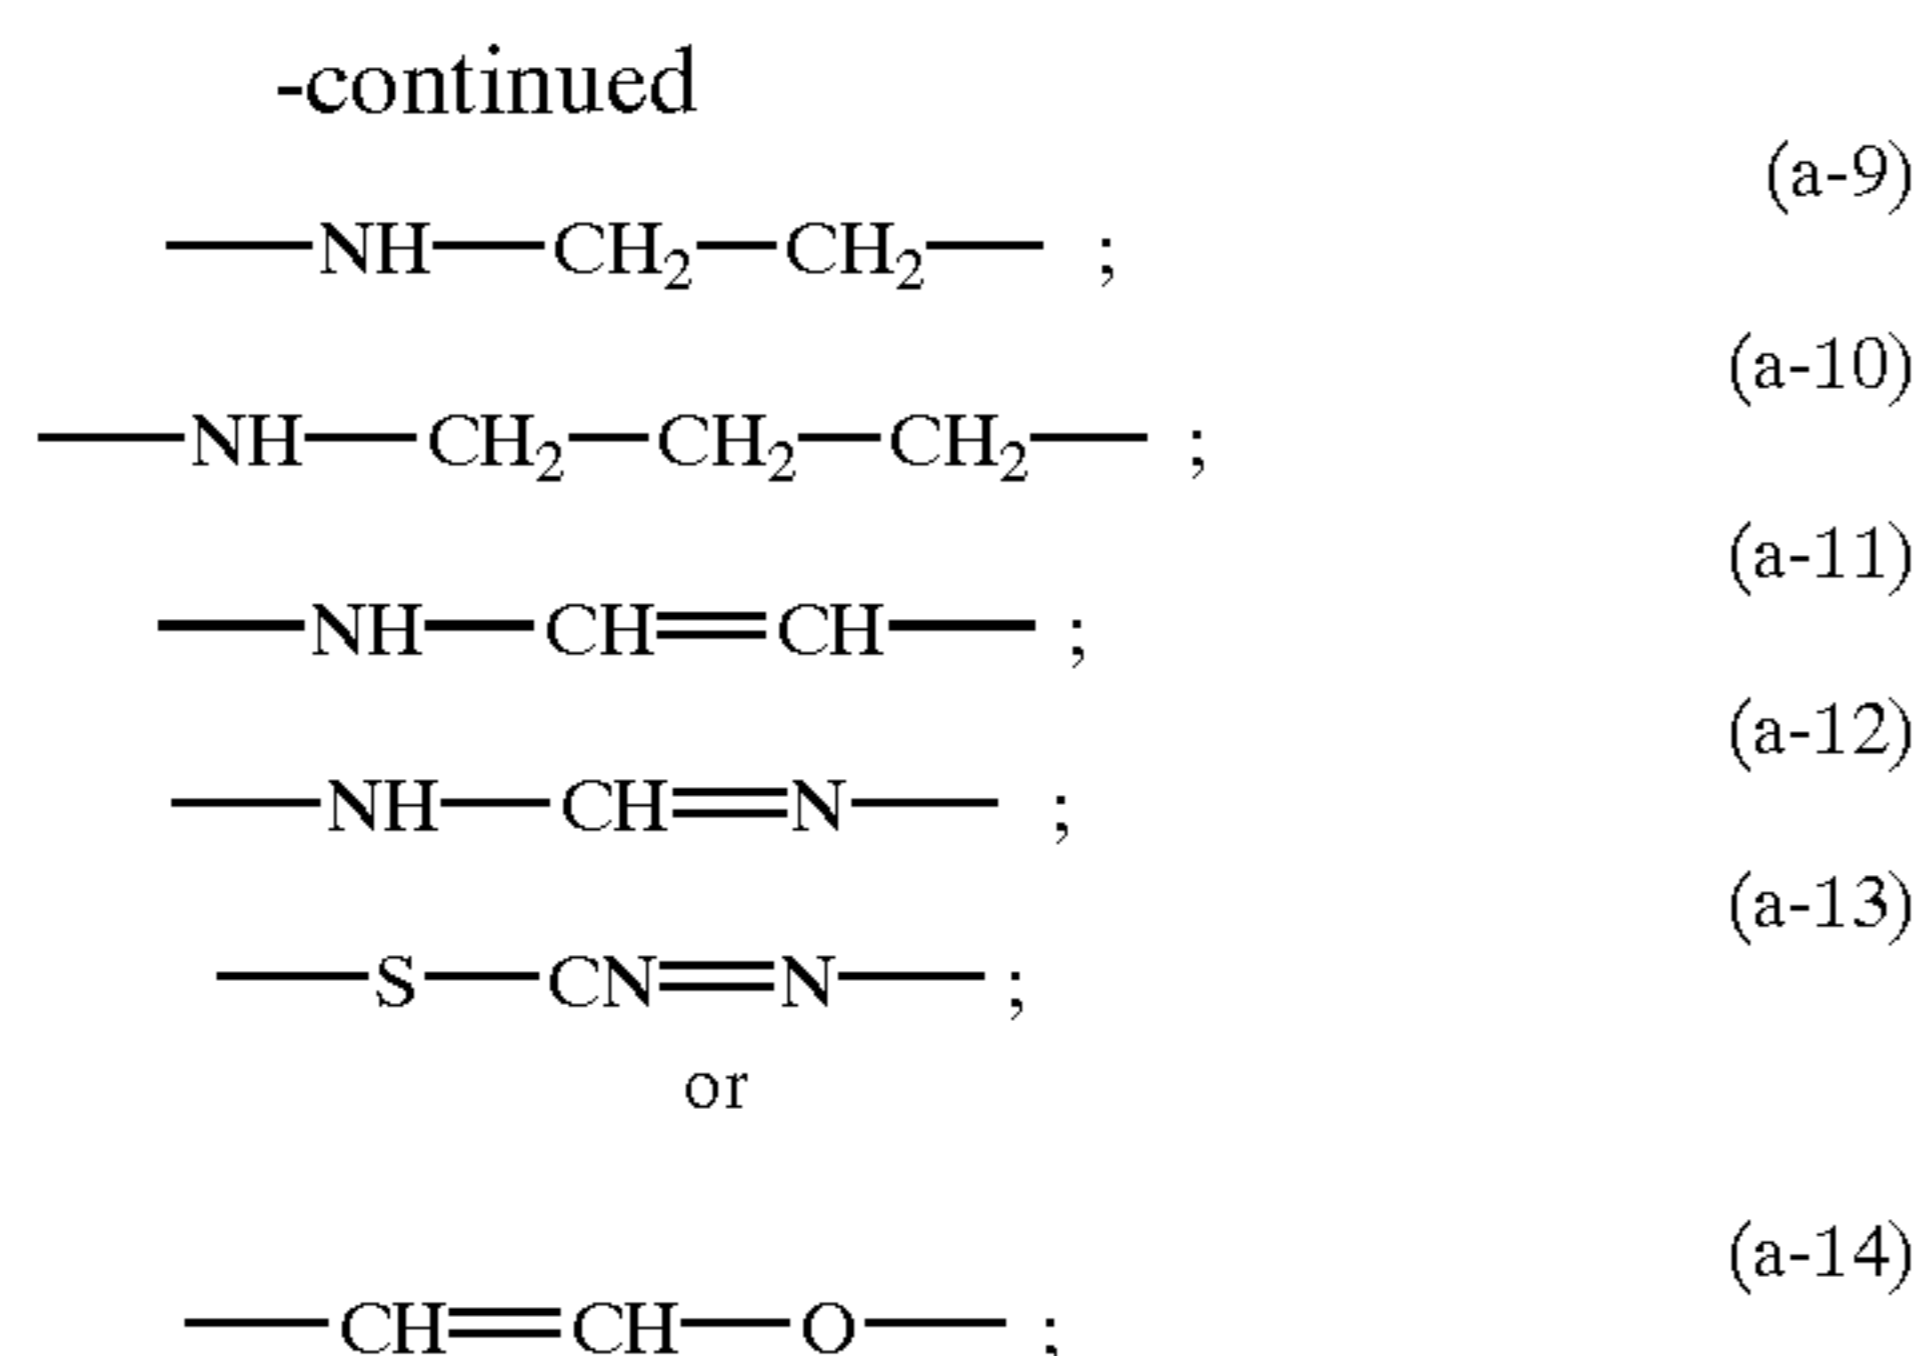 -continued
(a-9)
—NH—CH₂—CH₂— ;
(a-10)
—NH—CH₂—CH₂—CH₂— ;
(a-11)
—NH—CH=CH— ;
(a-12)
—NH—CH=N— ;
(a-13)
—S—CN=N— ;
or
(a-14)
—CH=CH—O— ;